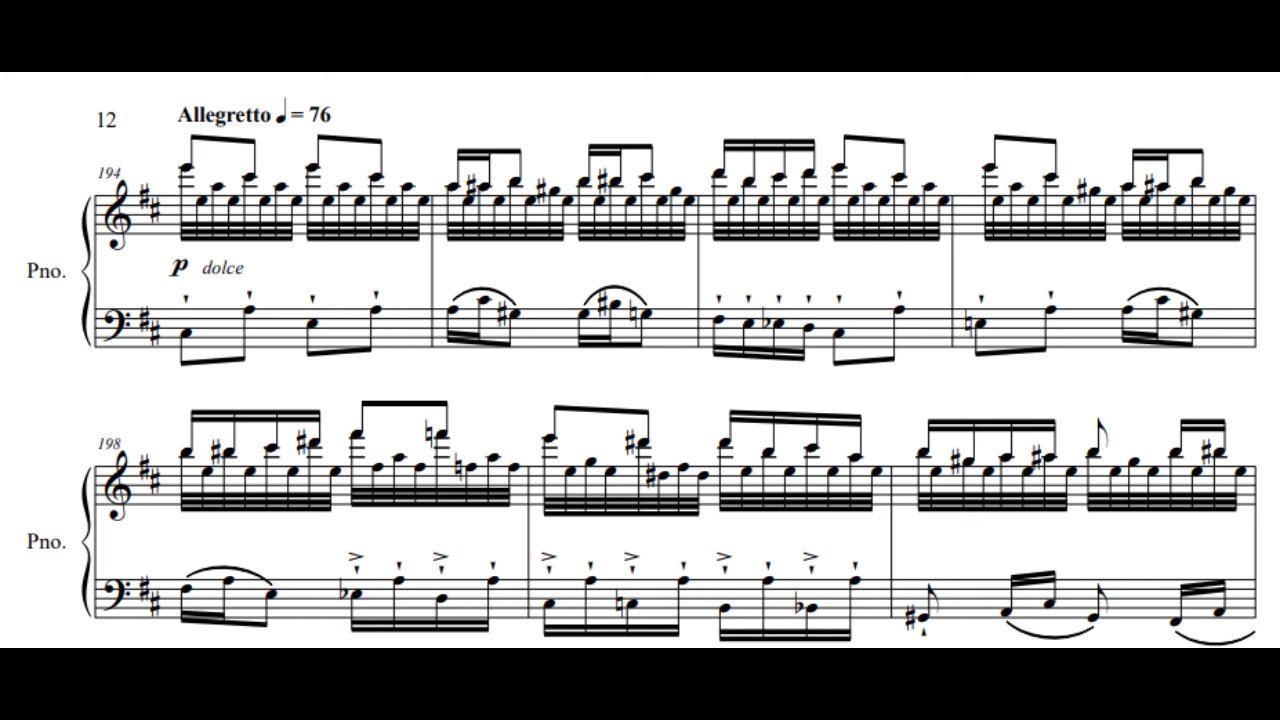 12
Allegretto ♩= 76
194
Pno.
p dolce
198
Pno.